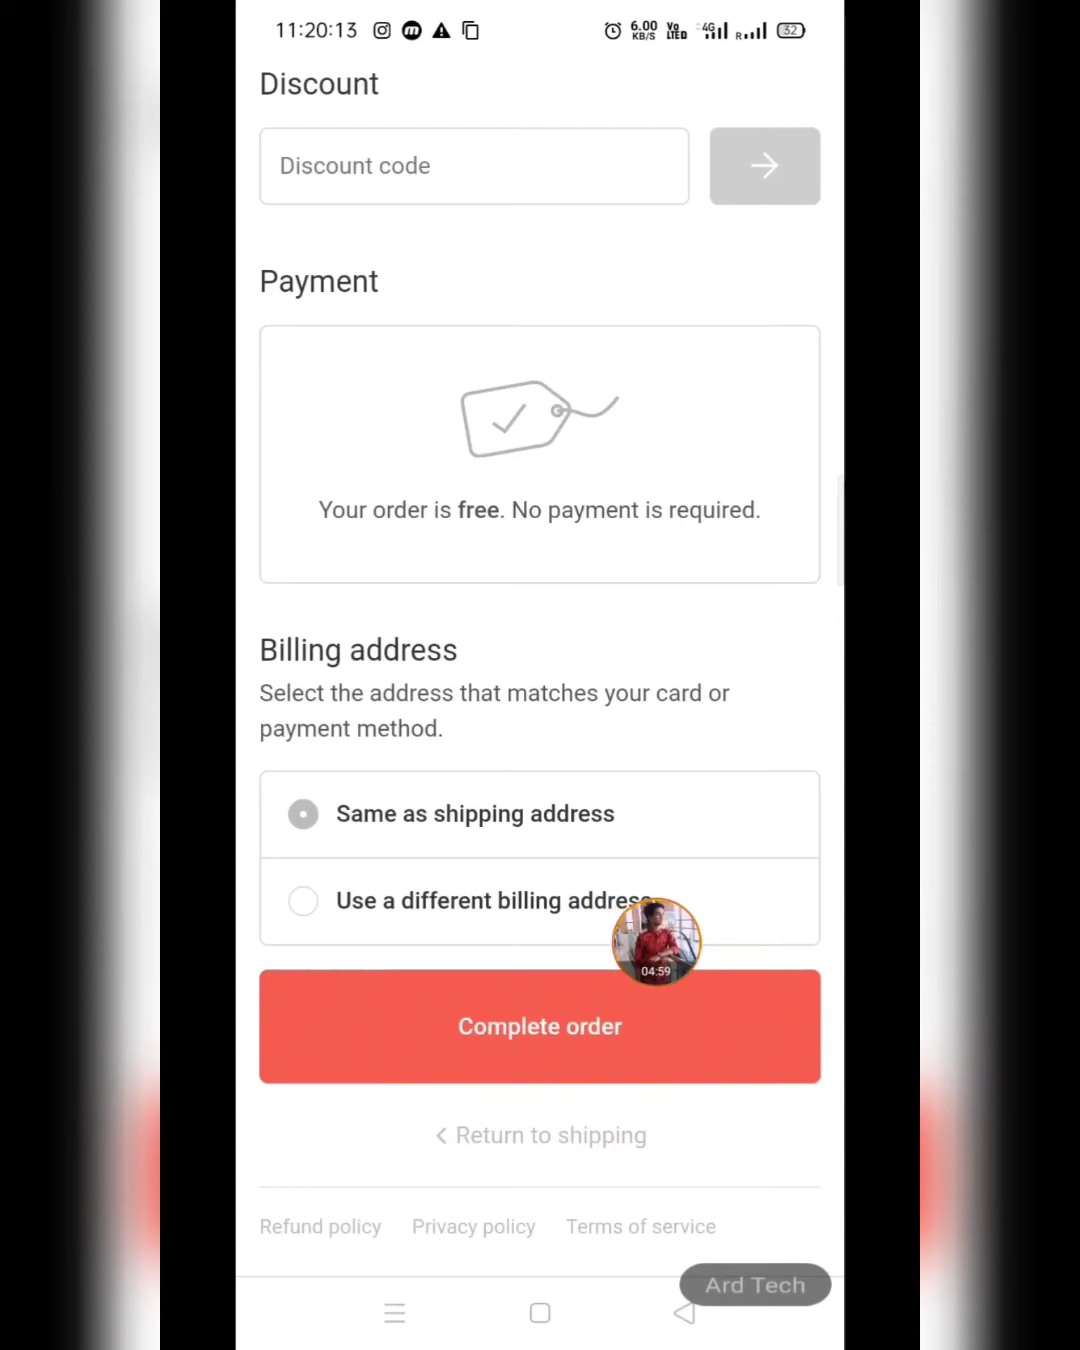 11:20:13 m 6.00 KB/S Vo LTED 4G R 32
Discount
Discount code
Payment
Your order is free. No payment is required.
Billing address
Select the address that matches your card or
payment method.
Same as shipping address
Use a different billing address
04:59
Complete order
Return to shipping
Refund policy Privacy policy Terms of service
Ard Tech